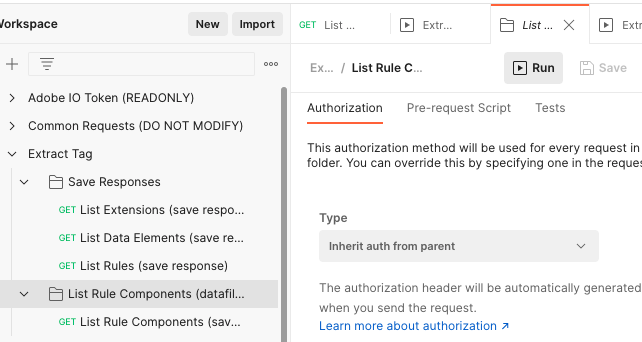 Workspace
New
Import
Adobe IO Token (READONLY)
Common Requests (DO NOT MODIFY)
Extract Tag
Save Responses
GET List Extensions (save respo...
GET List Data Elements (save re...
GET List Rules (save response)
List Rule Components (datafil...
GET List Rule Components (sav...
GET List ...
Extr...
List ...
Extr
Ex... / List Rule C...
Run
Save
Authorization
Pre-request Script
Tests
This authorization method will be used for every request in
folder. You can override this by specifying one in the reque
Type
Inherit auth from parent
The authorization header will be automatically generated
when you send the request.
Learn more about authorization ↗